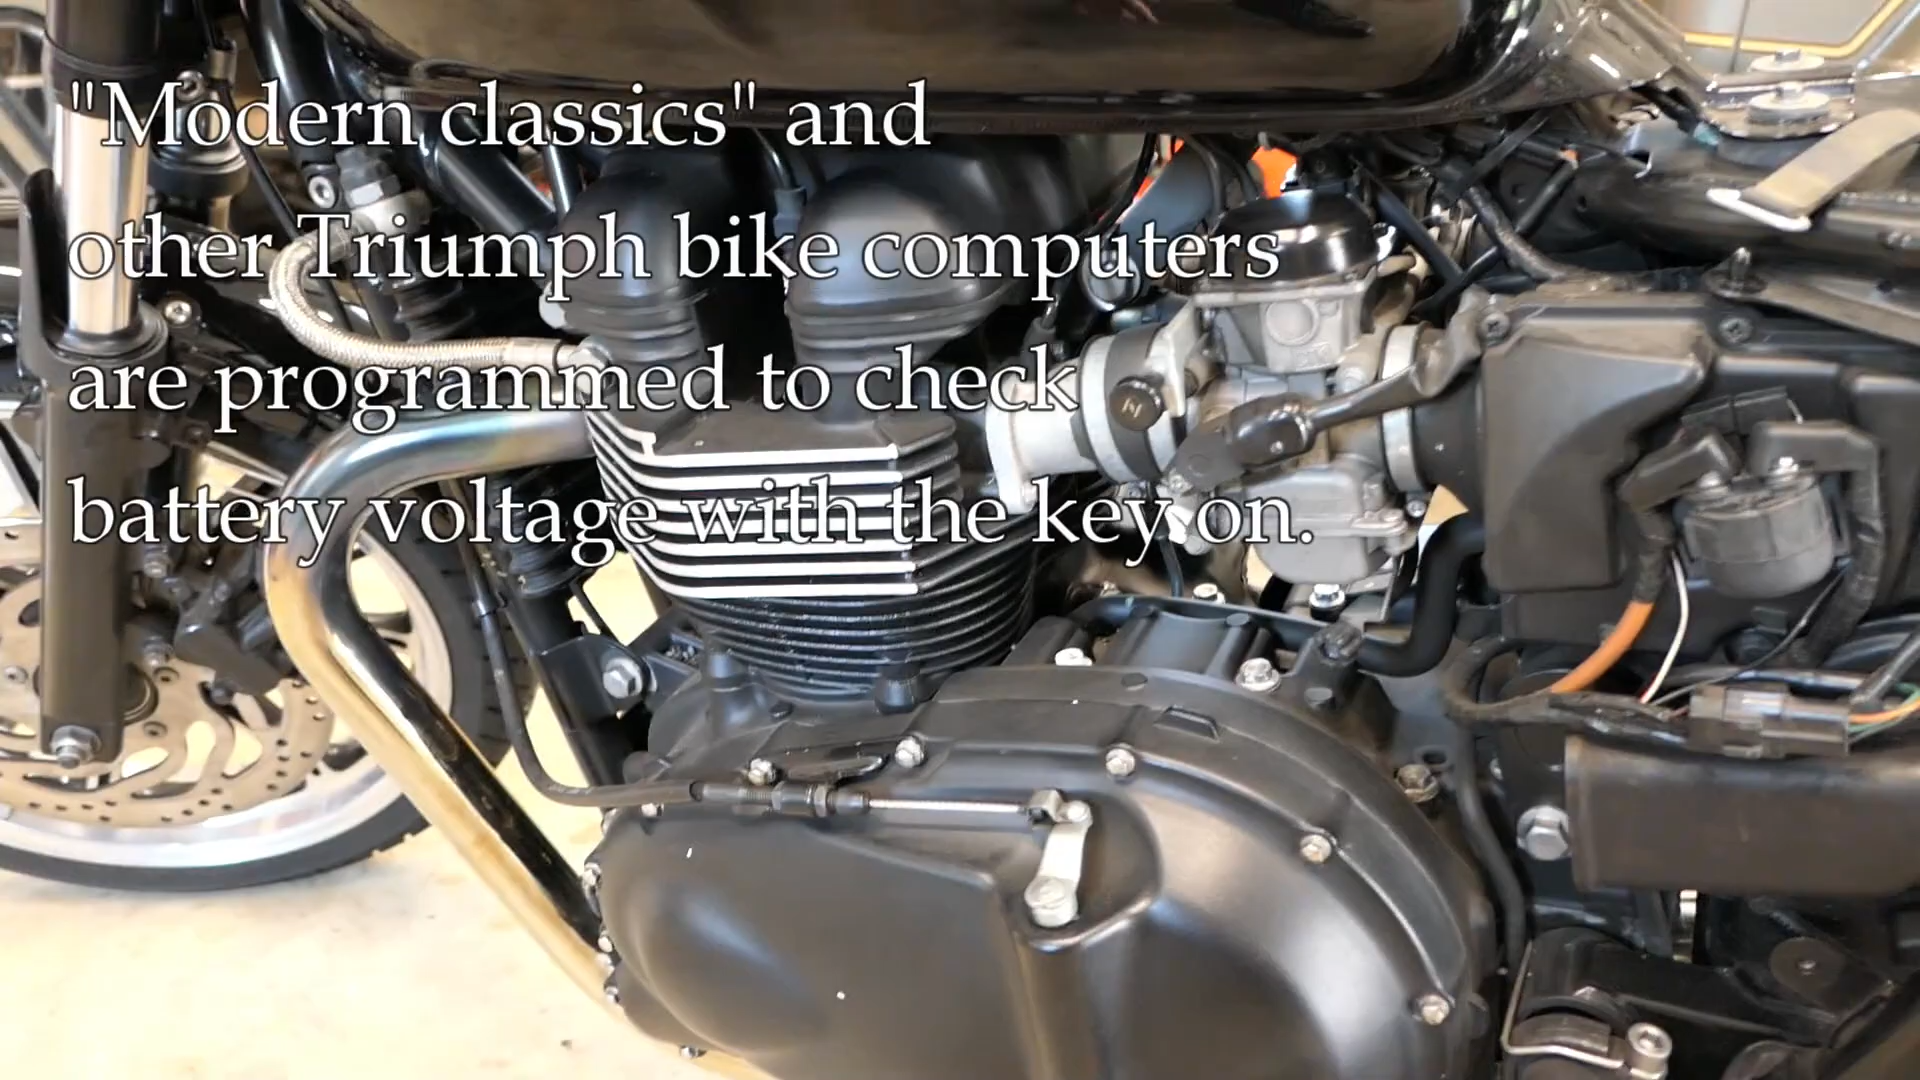 "Modern classics" and
other Triumph bike computers
are programmed to check
battery voltage with the key on.